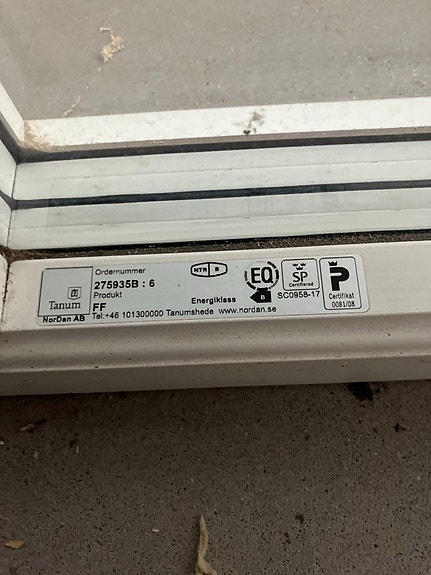 Ordernummer
275935B : 6
Produkt
FF
Tanum
NorDan AB
Tel:+46 101300000 Tanumshede www.nordan.se
NTR B
Energiklass
EQ
B
SP
Certifierad
SC0958-17
P
Certifikat
0081/08